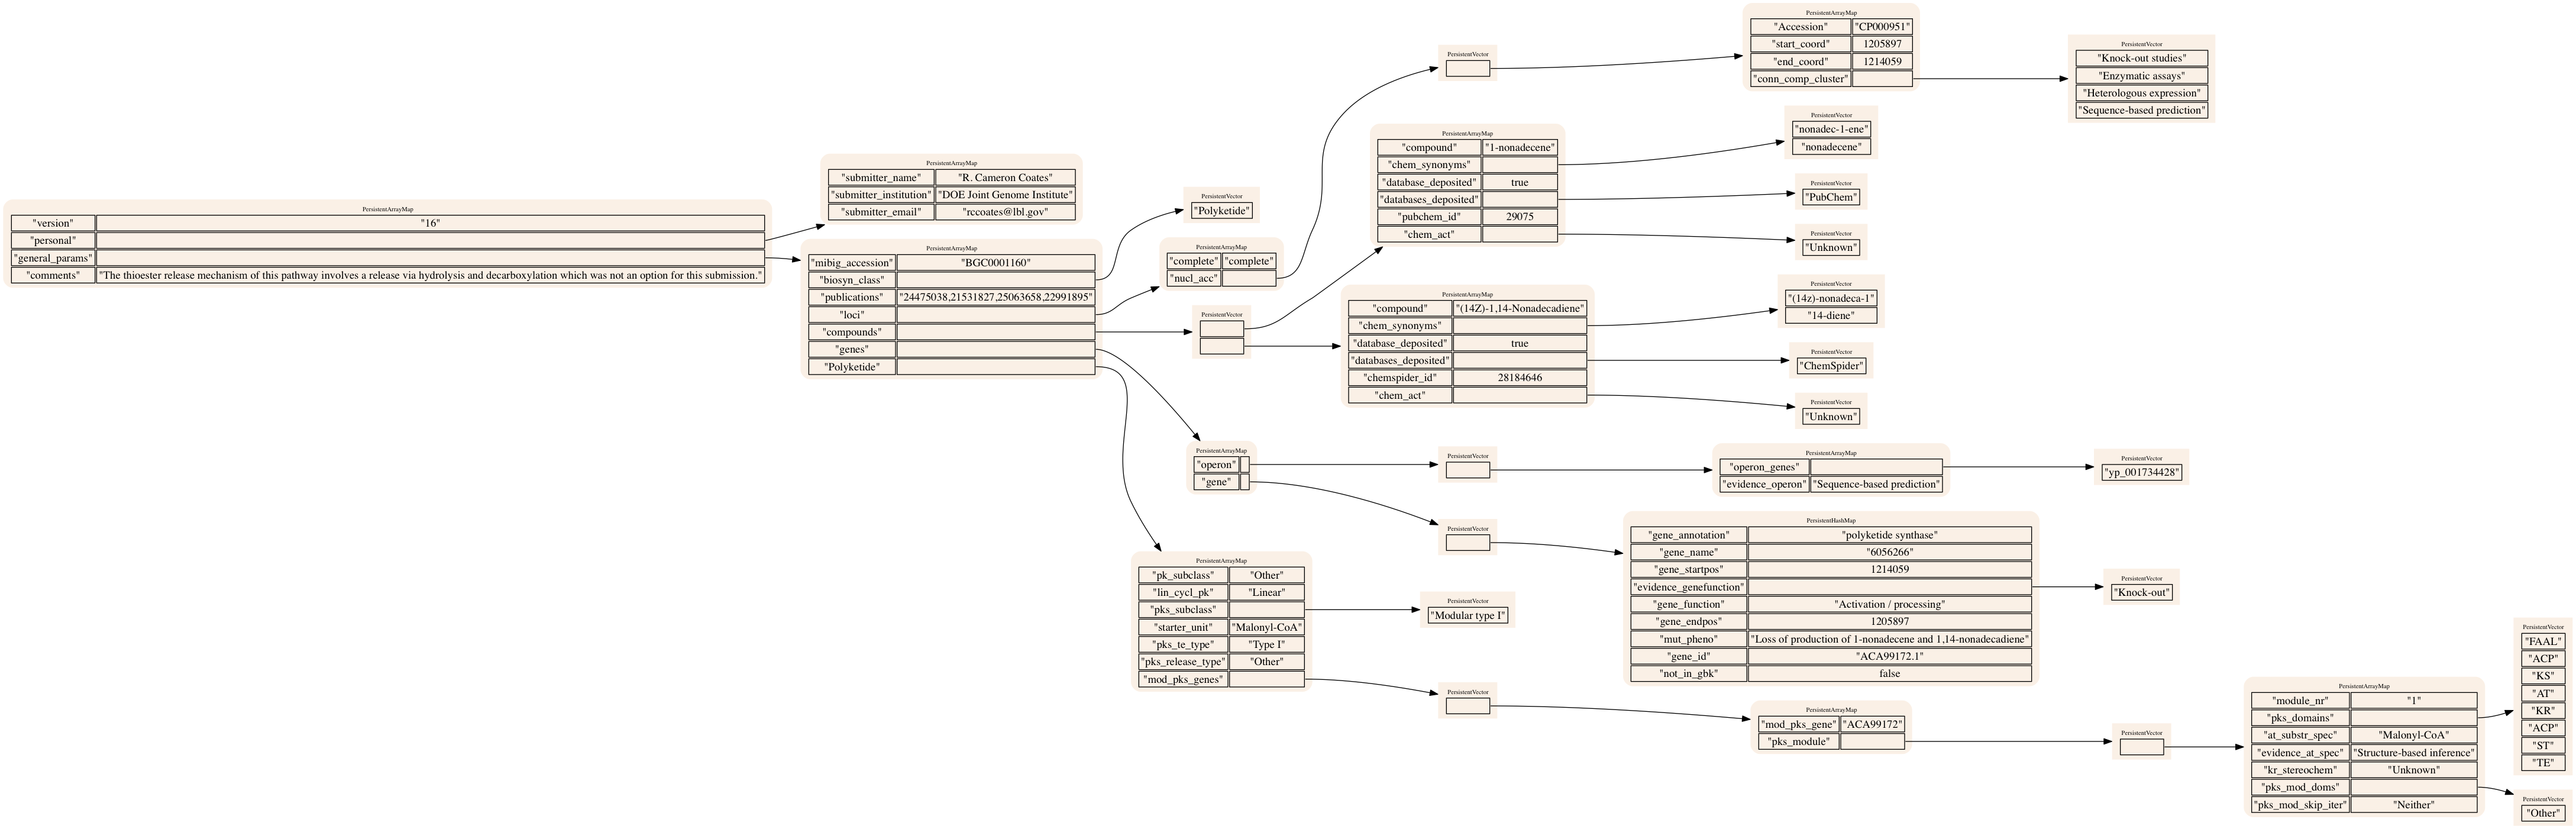 PersistentArrayMap
"version" "16"
"personal"
"general_params"
"comments" "The thioester release mechanism of this pathway involves a release via hydrolysis and decarboxylation which was not an option for this submission."
PersistentArrayMap
"submitter_name" "R. Cameron Coates"
"submitter_institution" "DOE Joint Genome Institute"
"submitter_email" "rccoates@lbl.gov"
PersistentArrayMap
"mibig_accession" "BGC0001160"
"biosyn_class"
"publications" "24475038,21531827,25063658,22991895"
"loci"
"compounds"
"genes"
"Polyketide"
PersistentVector
"Polyketide"
PersistentArrayMap
"complete" "complete"
"nucl_acc"
PersistentVector
PersistentArrayMap
"Accession" "CP000951"
"start_coord" 1205897
"end_coord" 1214059
"conn_comp_cluster"
PersistentVector
"Knock-out studies"
"Enzymatic assays"
"Heterologous expression"
"Sequence-based prediction"
PersistentVector
PersistentArrayMap
"compound" "1-nonadecene"
"chem_synonyms"
"database_deposited" true
"databases_deposited"
"pubchem_id" 29075
"chem_act"
PersistentVector
"nonadec-1-ene"
"nonadecene"
PersistentVector
"PubChem"
PersistentVector
"Unknown"
PersistentArrayMap
"compound" "(14Z)-1,14-Nonadecadiene"
"chem_synonyms"
"database_deposited" true
"databases_deposited"
"chemspider_id" 28184646
"chem_act"
PersistentVector
"(14z)-nonadeca-1"
"14-diene"
PersistentVector
"ChemSpider"
PersistentVector
"Unknown"
PersistentArrayMap
"operon"
"gene"
PersistentVector
PersistentArrayMap
"operon_genes"
"evidence_operon" "Sequence-based prediction"
PersistentVector
"yp_001734428"
PersistentVector
PersistentHashMap
"gene_annotation" "polyketide synthase"
"gene_name" "6056266"
"gene_startpos" 1214059
"evidence_genefunction"
"gene_function" "Activation / processing"
"gene_endpos" 1205897
"mut_pheno" "Loss of production of 1-nonadecene and 1,14-nonadecadiene"
"gene_id" "ACA99172.1"
"not_in_gbk" false
PersistentVector
"Knock-out"
PersistentArrayMap
"pk_subclass" "Other"
"lin_cycl_pk" "Linear"
"pks_subclass"
"starter_unit" "Malonyl-CoA"
"pks_te_type" "Type I"
"pks_release_type" "Other"
"mod_pks_genes"
PersistentVector
"Modular type I"
PersistentVector
PersistentArrayMap
"mod_pks_gene" "ACA99172"
"pks_module"
PersistentVector
PersistentArrayMap
"module_nr" "1"
"pks_domains"
"at_substr_spec" "Malonyl-CoA"
"evidence_at_spec" "Structure-based inference"
"kr_stereochem" "Unknown"
"pks_mod_doms"
"pks_mod_skip_iter" "Neither"
PersistentVector
"FAAL"
"ACP"
"KS"
"AT"
"KR"
"ACP"
"ST"
"TE"
PersistentVector
"Other"